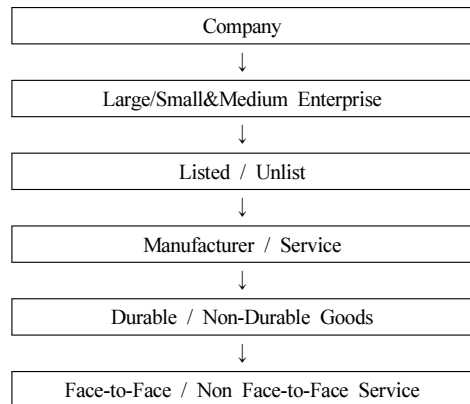 Company
↓
Large/Small&Medium Enterprise
↓
Listed / Unlist
↓
Manufacturer / Service
↓
Durable / Non-Durable Goods
↓
Face-to-Face / Non Face-to-Face Service